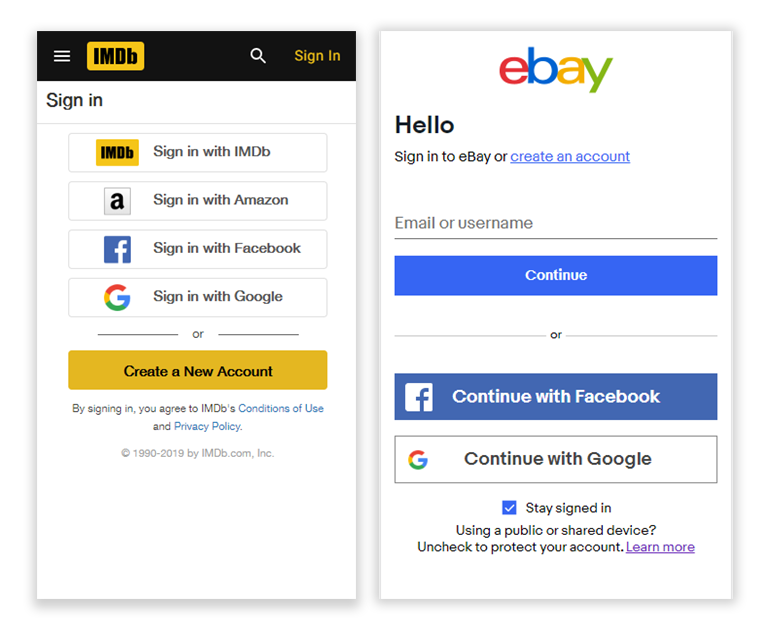 IMDb Sign In
Sign in
IMDb Sign in with IMDb
a Sign in with Amazon
f Sign in with Facebook
G Sign in with Google
or
Create a New Account
By signing in, you agree to IMDb's Conditions of Use
and Privacy Policy.
© 1990-2019 by IMDb.com, Inc.
ebay
Hello
Sign in to eBay or create an account
Email or username
Continue
or
f Continue with Facebook
G Continue with Google
Stay signed in
Using a public or shared device?
Uncheck to protect your account. Learn more